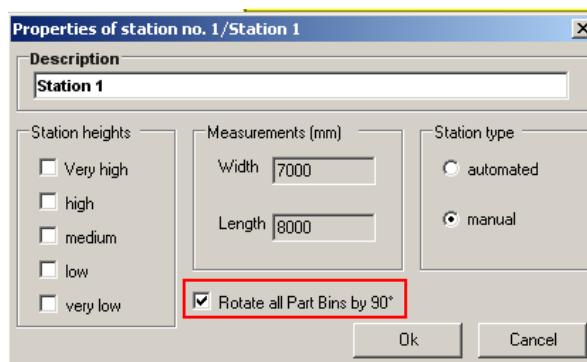 Properties of station no. 1/Station 1
Description
Station 1
Station heights
Very high
high
medium
low
very low
Measurements (mm)
Width 7000
Length 8000
Station type
automated
manual
Rotate all Part Bins by 90°
Ok
Cancel